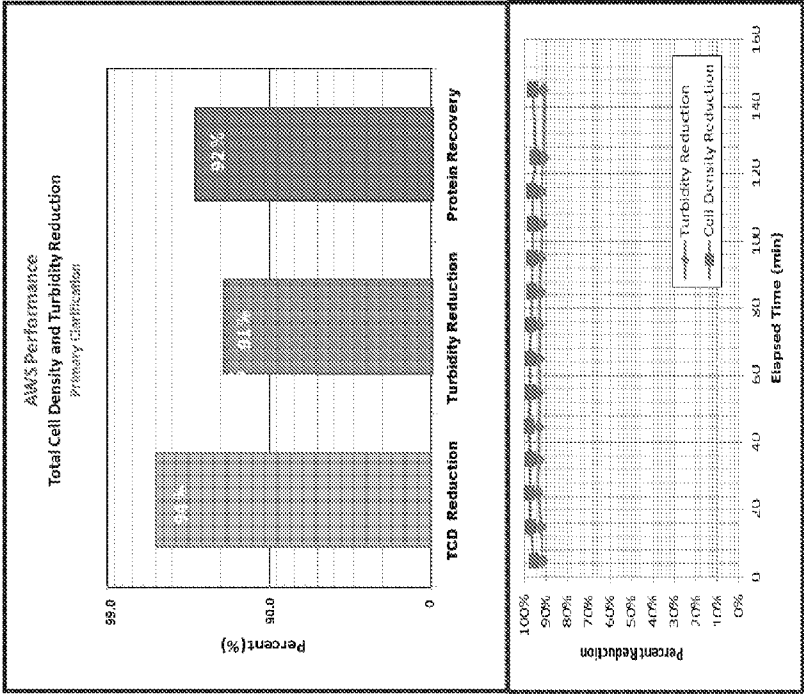 AWS Performance
Total Cell Density and Turbidity Reduction
Primary Clarification
99.0
90.0
0
Percent (%)
91%
92%
TCD Reduction
Turbidity Reduction
Protein Recovery
100%
90%
80%
70%
60%
50%
40%
30%
20%
10%
0%
Percent Reduction
0
20
40
60
80
100
120
140
160
Elapsed Time (min)
Turbidity Reduction
Cell Density Reduction